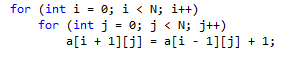 for (int i = 0; i < N; i++)
    for (int j = 0; j < N; j++)
        a[i + 1][j] = a[i - 1][j] + 1;